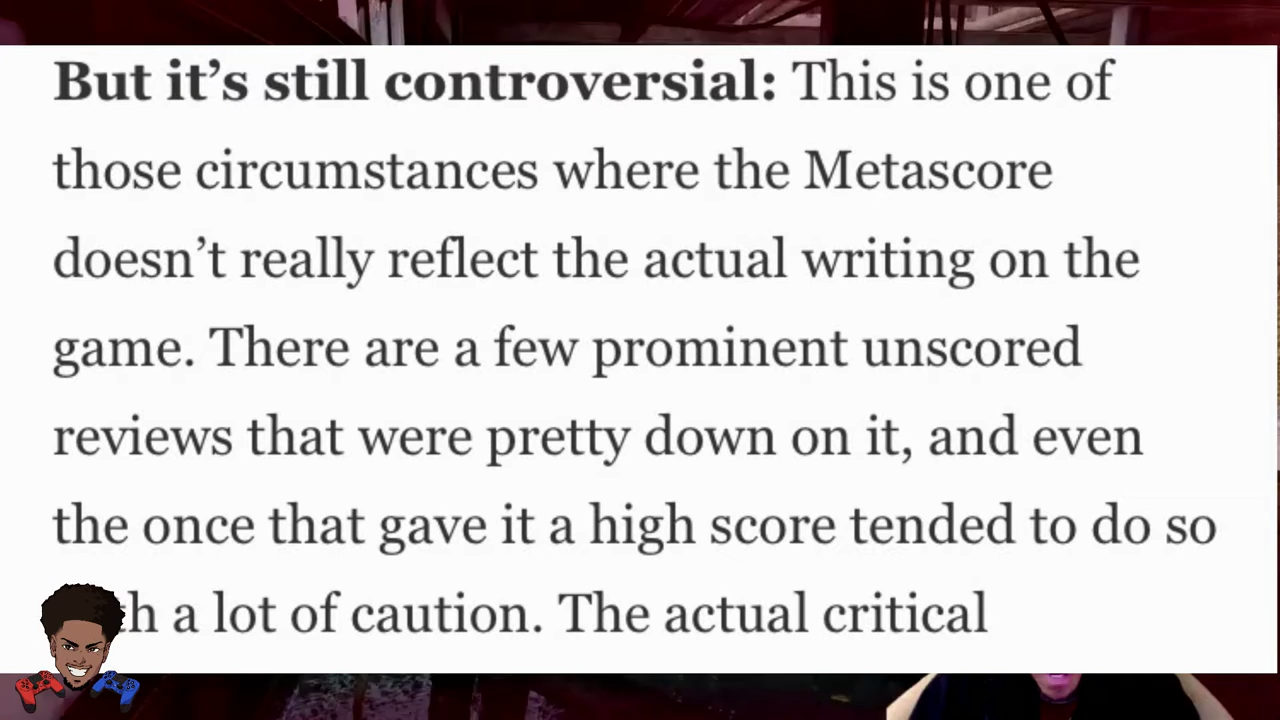 But it’s still controversial: This is one of
those circumstances where the Metascore
doesn’t really reflect the actual writing on the
game. There are a few prominent unscored
reviews that were pretty down on it, and even
the once that gave it a high score tended to do so
a lot of caution. The actual critical